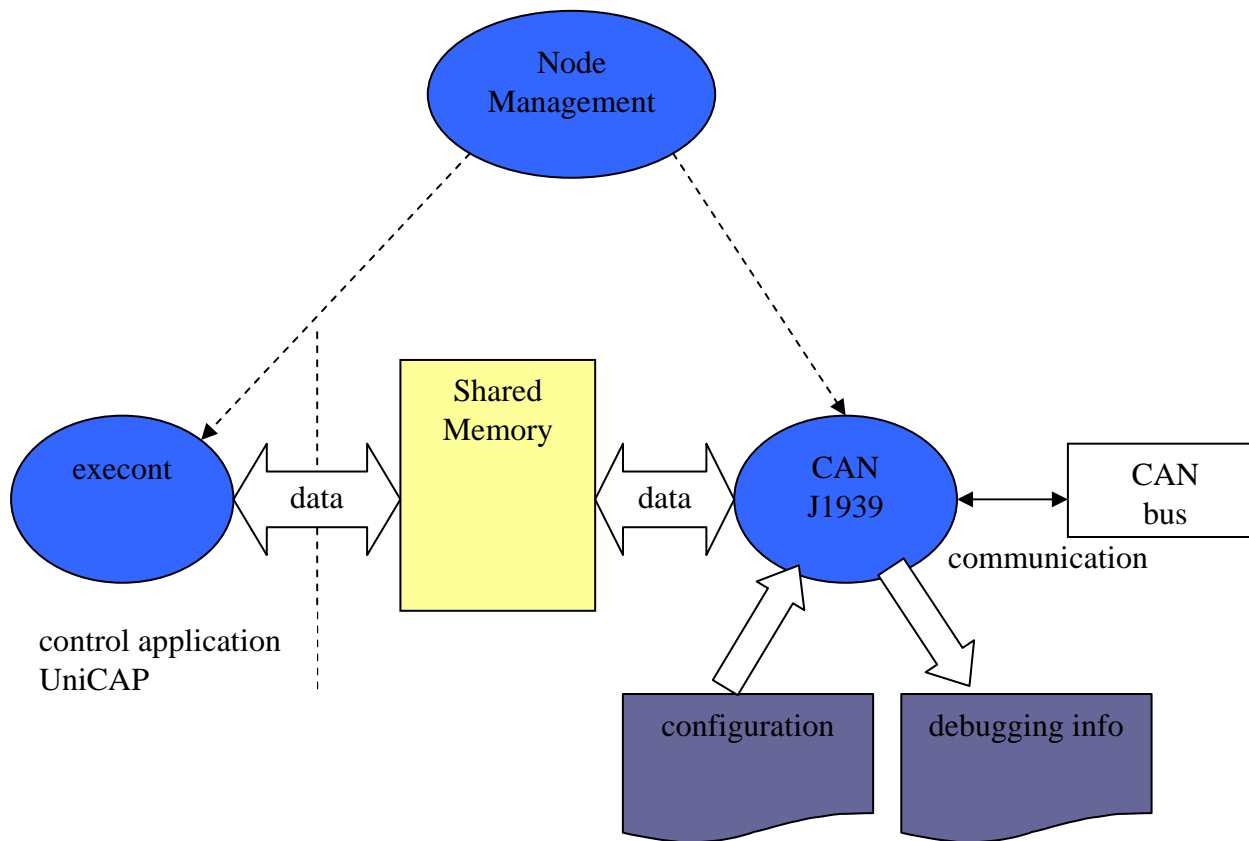 Node
Management
Shared
Memory
execont
data
data
CAN
J1939
CAN
bus
communication
control application
UniCAP
configuration
debugging info